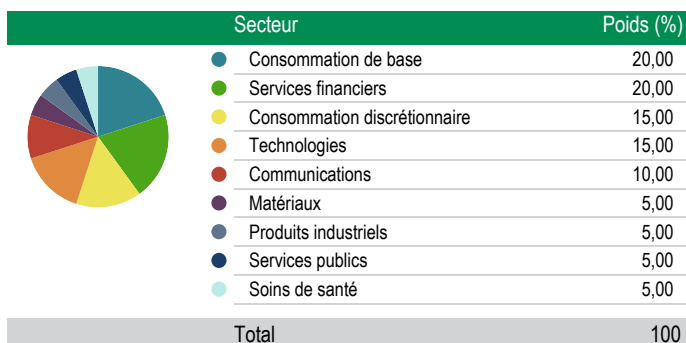 Secteur Poids (%)
Consommation de base 20,00
Services financiers 20,00
Consommation discrétionnaire 15,00
Technologies 15,00
Communications 10,00
Matériaux 5,00
Produits industriels 5,00
Services publics 5,00
Soins de santé 5,00
Total 100